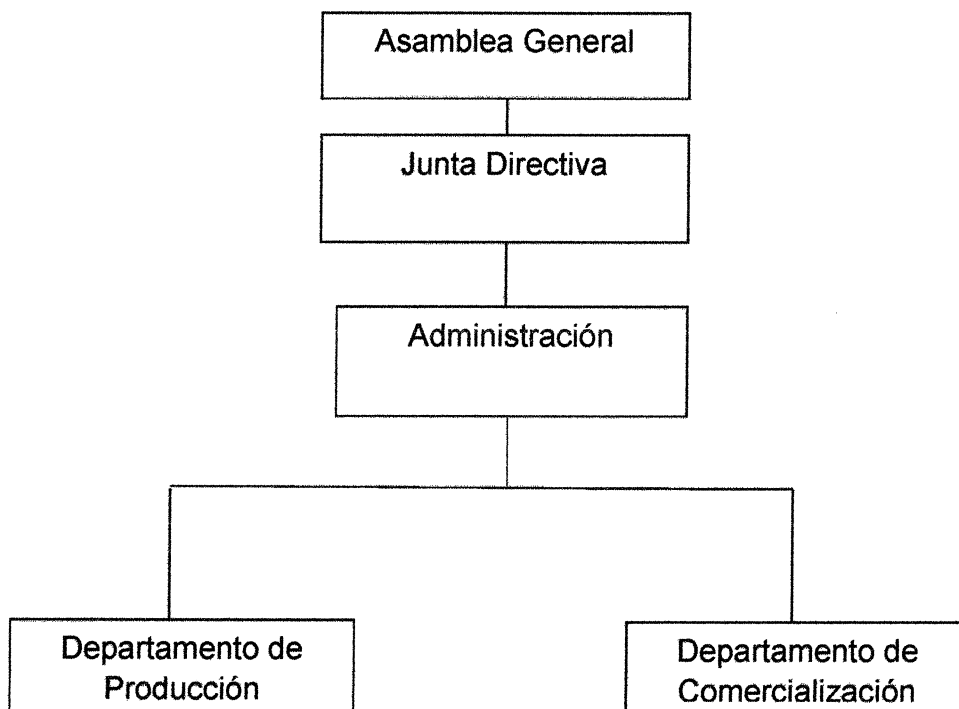 Asamblea General
Junta Directiva
Administración
Departamento de
Producción
Departamento de
Comercialización